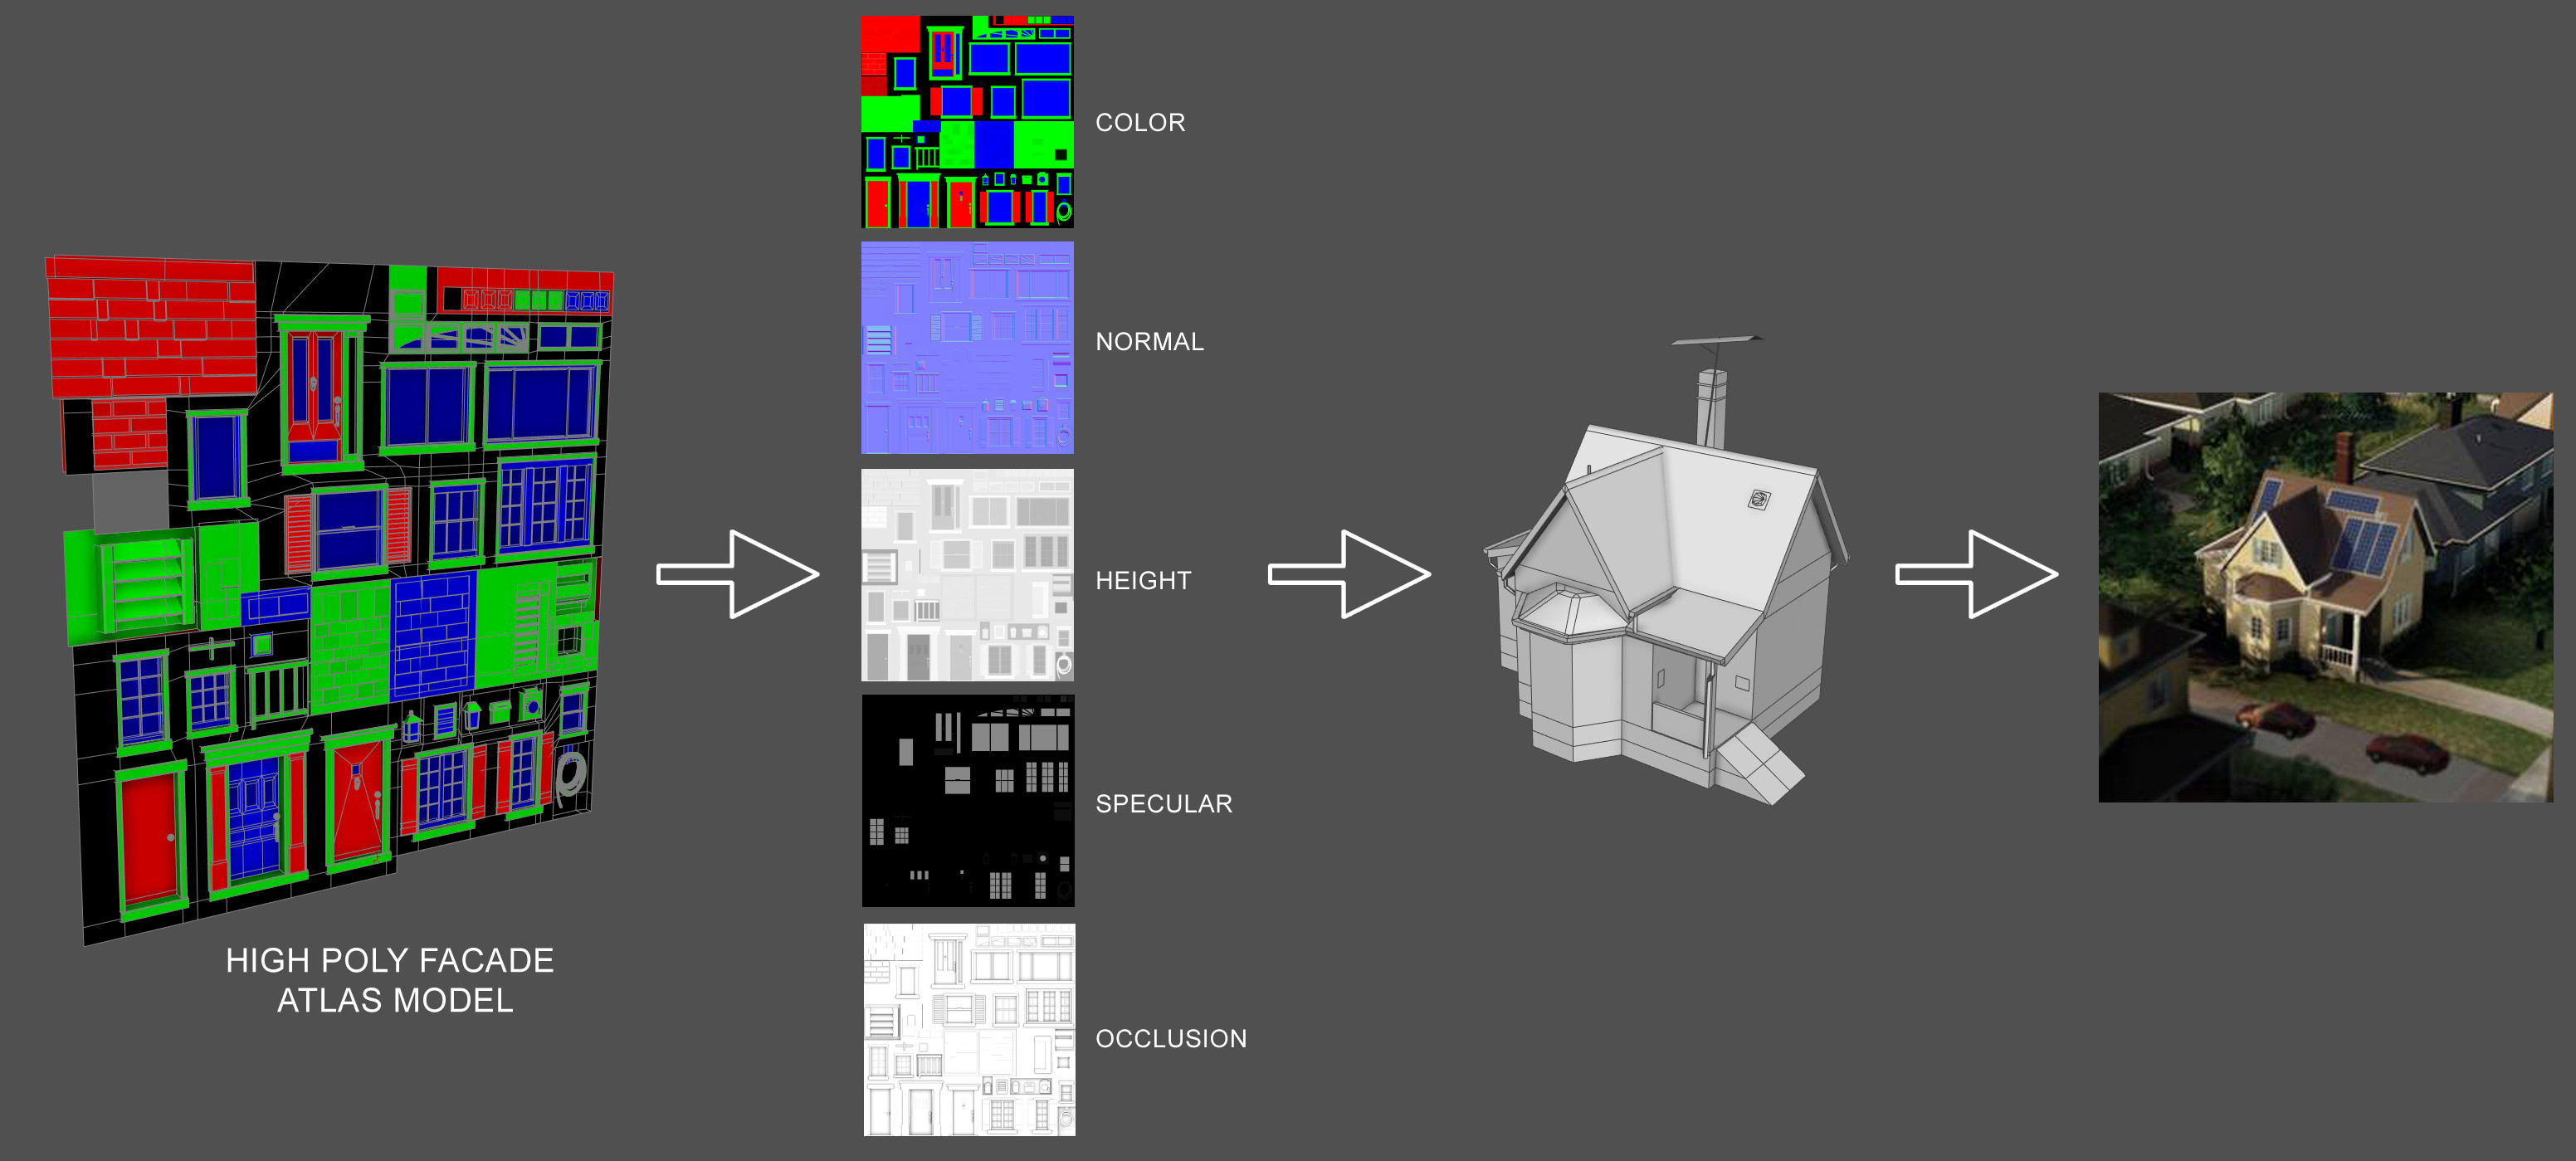 COLOR
NORMAL
HEIGHT
SPECULAR
OCCLUSION
HIGH POLY FACADE
ATLAS MODEL